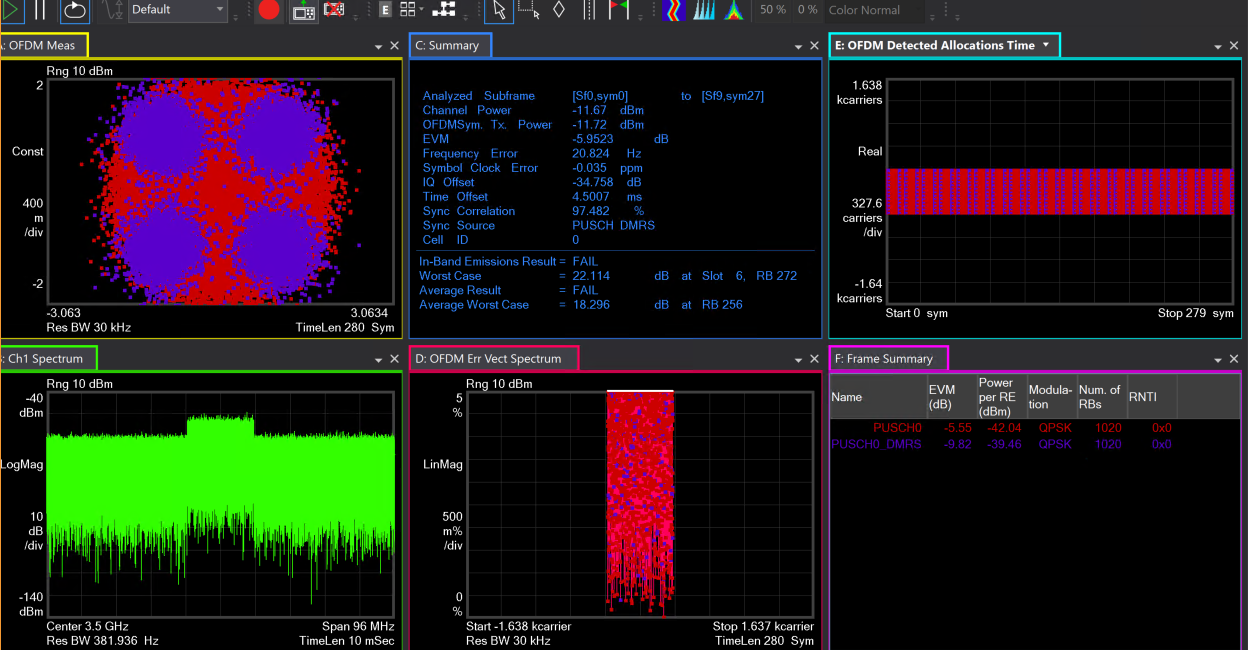 Default
E
50 %
0 %
Color Normal
: OFDM Meas
Rng 10 dBm
2
Const
400
m
/div
-2
-3.063
3.0634
Res BW 30 kHz
TimeLen 280 Sym
C: Summary
Analyzed Subframe [Sf0,sym0] to [Sf9,sym27]
Channel Power -11.67 dBm
OFDMSym. Tx. Power -11.72 dBm
EVM -5.9523 dB
Frequency Error 20.824 Hz
Symbol Clock Error -0.035 ppm
IQ Offset -34.758 dB
Time Offset 4.5007 ms
Sync Correlation 97.482 %
Sync Source PUSCH DMRS
Cell ID 0
In-Band Emissions Result = FAIL
Worst Case = 22.114 dB at Slot 6, RB 272
Average Result = FAIL
Average Worst Case = 18.296 dB at RB 256
E: OFDM Detected Allocations Time
1.638
kcarriers
Real
327.6
carriers
/div
-1.64
kcarriers
Start 0 sym
Stop 279 sym
: Ch1 Spectrum
Rng 10 dBm
-40
dBm
LogMag
10
dB
/div
-140
dBm
Center 3.5 GHz
Span 96 MHz
Res BW 381.936 Hz
TimeLen 10 mSec
D: OFDM Err Vect Spectrum
Rng 10 dBm
5
%
LinMag
500
m%
/div
0
%
Start -1.638 kcarrier
Stop 1.637 kcarrier
Res BW 30 kHz
TimeLen 280 Sym
F: Frame Summary
Name EVM (dB) Power per RE (dBm) Modula-tion Num. of RBs RNTI
PUSCH0 -5.55 -42.04 QPSK 1020 0x0
PUSCH0_DMRS -9.82 -39.46 QPSK 1020 0x0